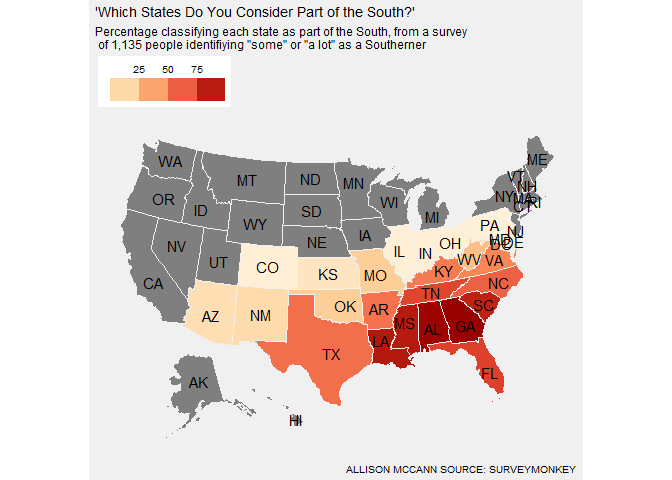 'Which States Do You Consider Part of the South?'
Percentage classifying each state as part of the South, from a survey
of 1,135 people identifiying "some" or "a lot" as a Southerner
25 50 75
WA
MT
ND
MN
ME
VT
NH
OR
ID
SD
WI
MI
NY
MA
RI
CT
WY
IA
NE
PA
NJ
NV
UT
CO
IL
IN
OH
MD
DE
DC
CA
KS
MO
WV
VA
KY
AZ
NM
OK
AR
TN
NC
SC
TX
LA
MS
AL
GA
FL
AK
HI
ALLISON MCCANN SOURCE: SURVEYMONKEY